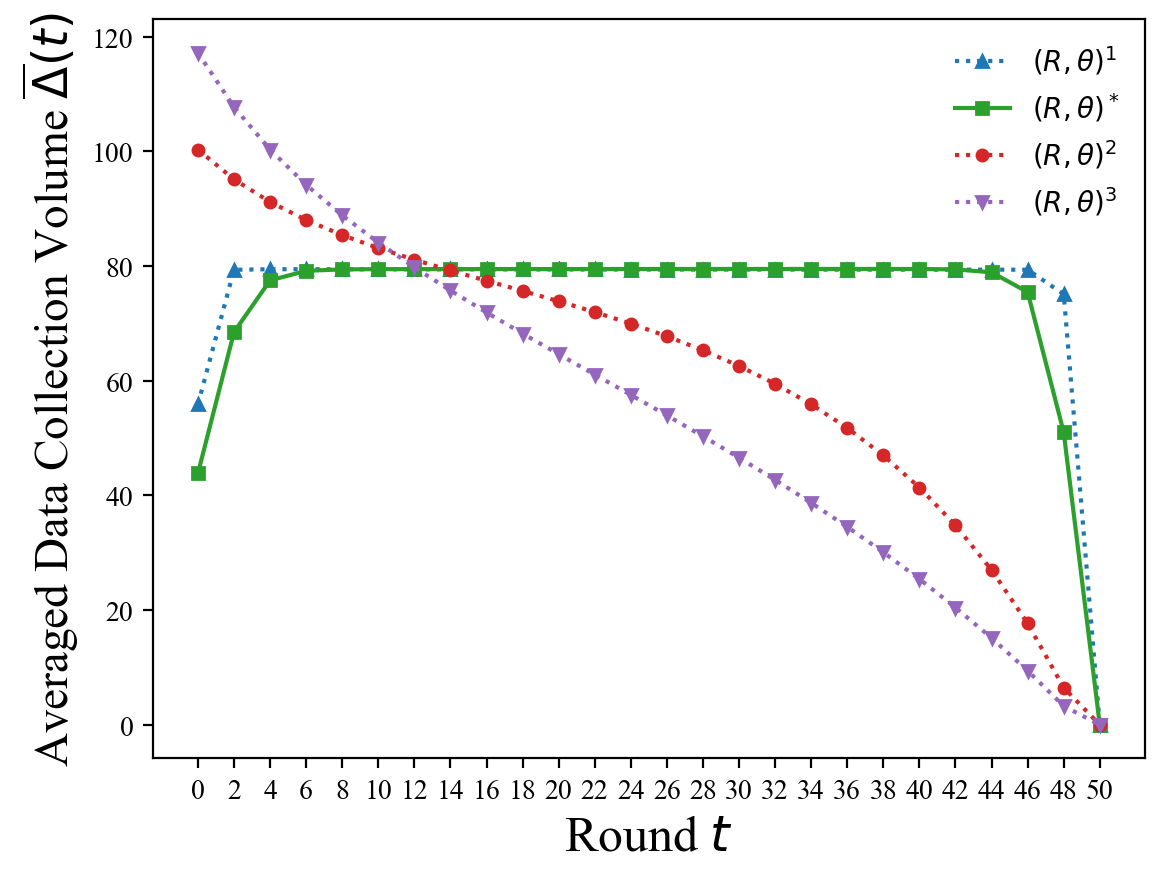 Averaged Data Collection Volume Δ̅(t)
120
100
80
60
40
20
0
(R, θ)¹
(R, θ)*
(R, θ)²
(R, θ)³
0 2 4 6 8 10 12 14 16 18 20 22 24 26 28 30 32 34 36 38 40 42 44 46 48 50
Round t